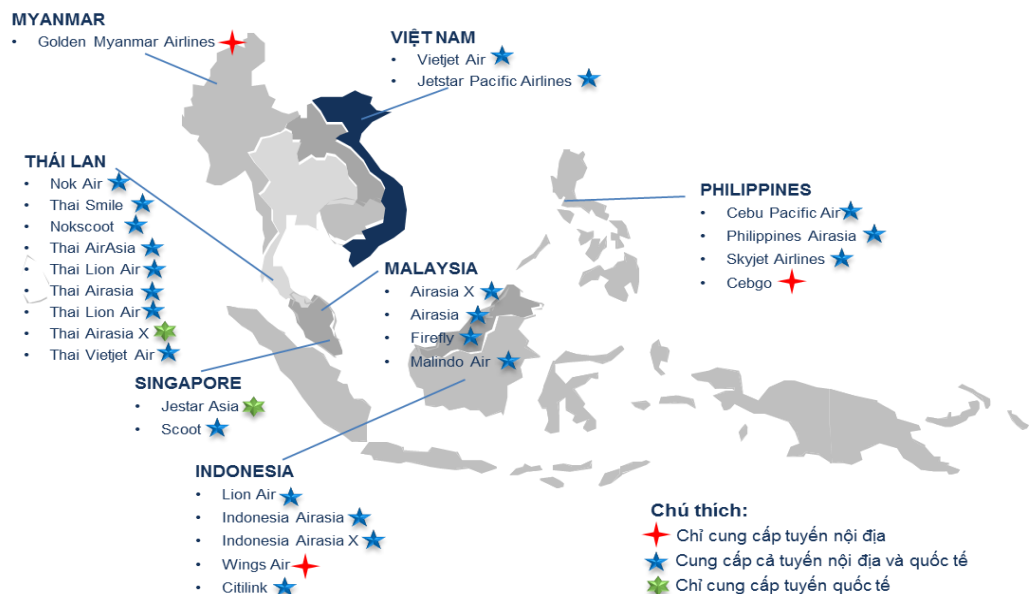 MYANMAR
• Golden Myanmar Airlines
VIỆT NAM
• Vietjet Air
• Jetstar Pacific Airlines
THÁI LAN
• Nok Air
• Thai Smile
• Nokscoot
• Thai AirAsia
• Thai Lion Air
• Thai Airasia
• Thai Lion Air
• Thai Airasia X
• Thai Vietjet Air
PHILIPPINES
• Cebu Pacific Air
• Philippines Airasia
• Skyjet Airlines
• Cebgo
MALAYSIA
• Airasia X
• Airasia
• Firefly
• Malindo Air
SINGAPORE
• Jestar Asia
• Scoot
INDONESIA
• Lion Air
• Indonesia Airasia
• Indonesia Airasia X
• Wings Air
• Citilink
Chú thích:
Chỉ cung cấp tuyến nội địa
Cung cấp cả tuyến nội địa và quốc tế
Chỉ cung cấp tuyến quốc tế